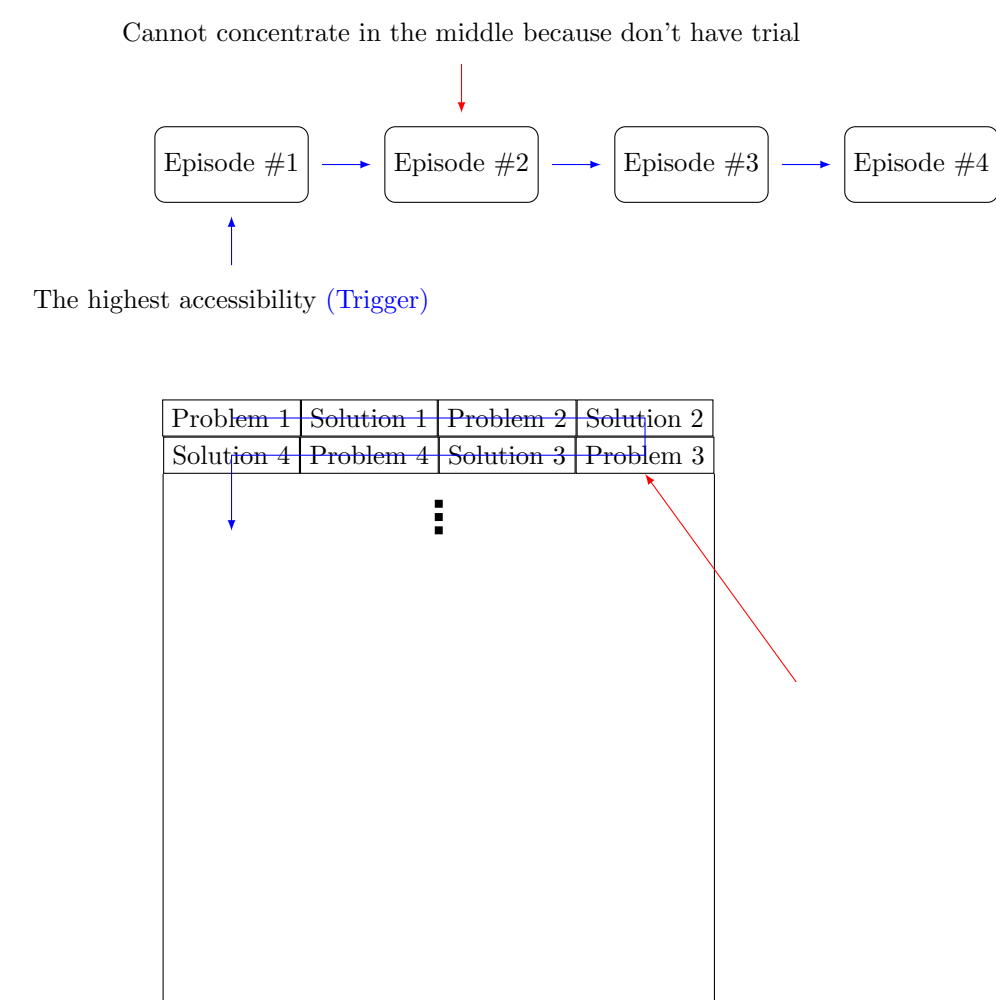 Cannot concentrate in the middle because don't have trial
Episode #1 Episode #2 Episode #3 Episode #4
The highest accessibility (Trigger)
Problem 1 Solution 1 Problem 2 Solution 2
Solution 4 Problem 4 Solution 3 Problem 3